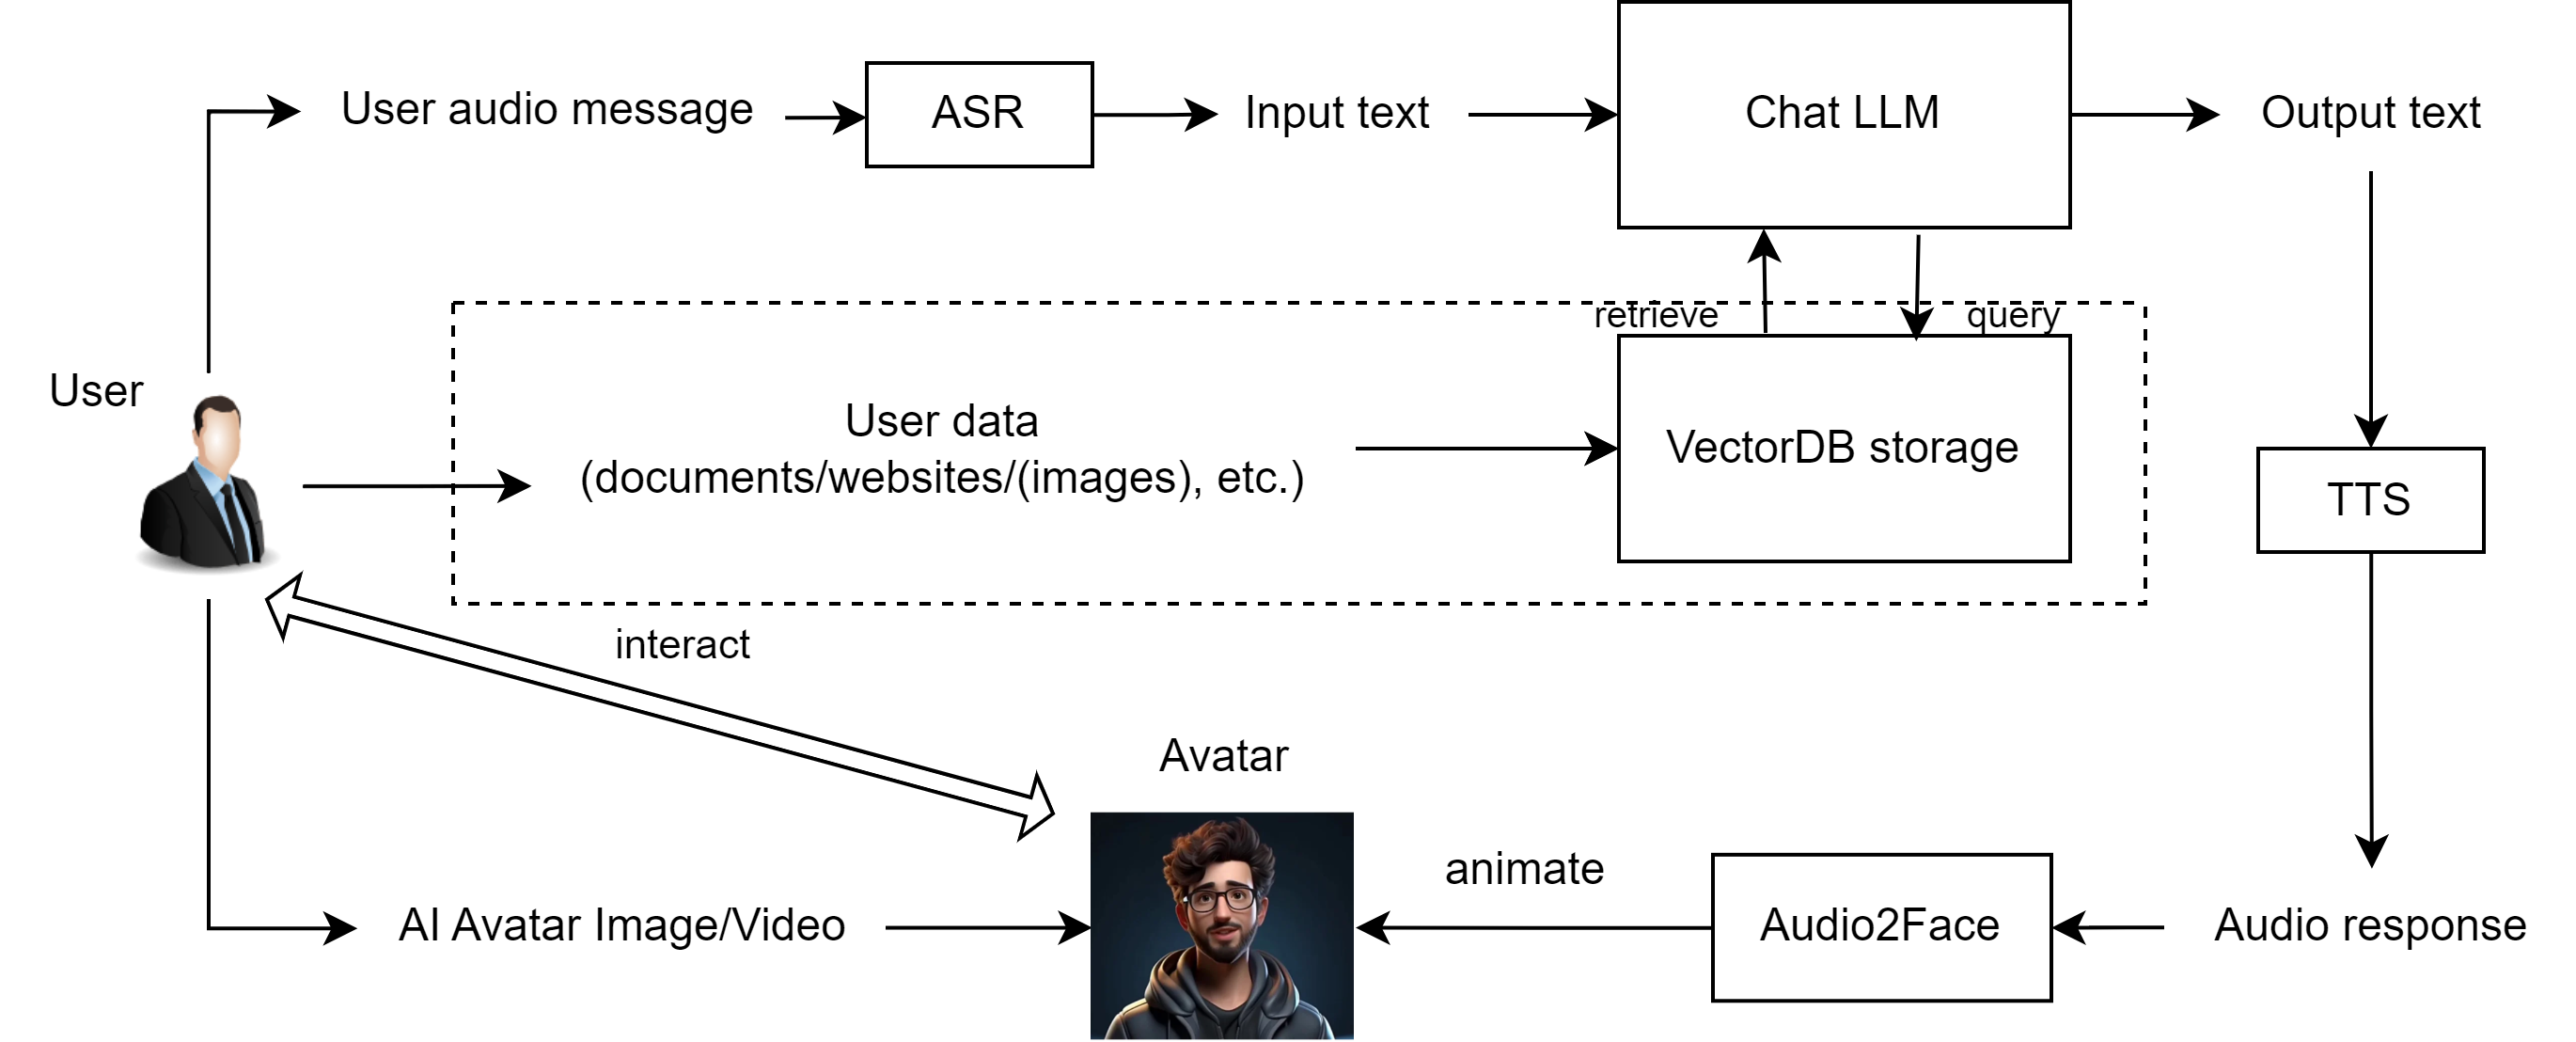 User audio message
ASR
Input text
Chat LLM
Output text
retrieve
query
User
User data
(documents/websites/(images), etc.)
VectorDB storage
TTS
interact
Avatar
animate
AI Avatar Image/Video
Audio2Face
Audio response